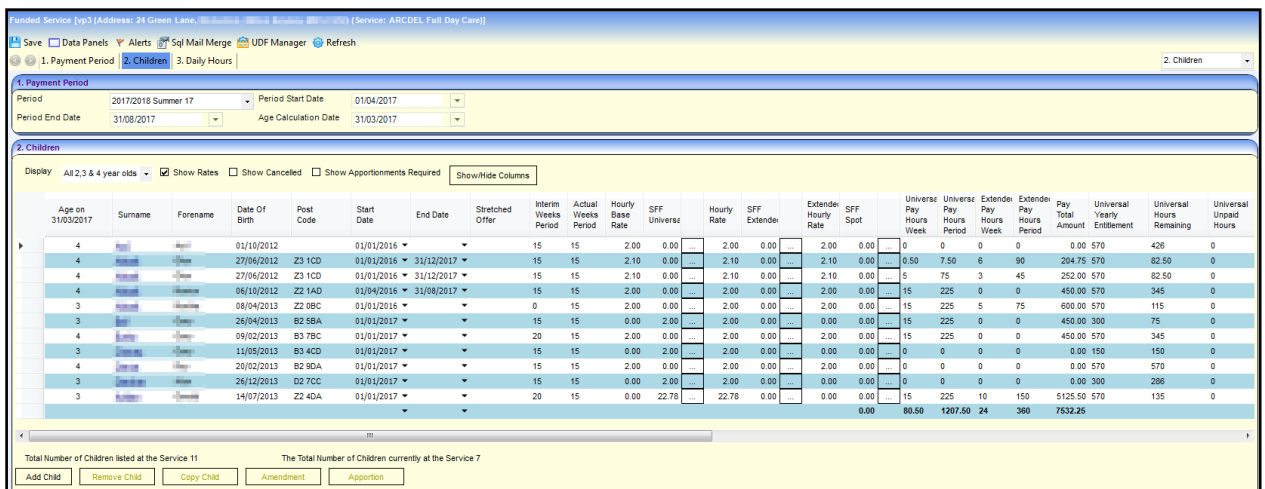 Funded Service [vp3 (Address: 24 Green Lane, (Service: ARCDEL Full Day Care)]
Save Data Panels Alerts Sql Mail Merge UDF Manager Refresh
1. Payment Period 2. Children 3. Daily Hours 2. Children
1. Payment Period
Period 2017/2018 Summer 17 Period Start Date 01/04/2017
Period End Date 31/08/2017 Age Calculation Date 31/03/2017
2. Children
Display All 2,3 & 4 year olds Show Rates Show Cancelled Show Apportionments Required Show/Hide Columns
Age on 31/03/2017 Surname Forename Date Of Birth Post Code Start Date End Date Stretched Offer Interim Weeks Period Actual Weeks Period Hourly Base Rate SFF Universa Hourly Rate SFF Extended Extended Hourly Rate SFF Spot Universa Pay Hours Week Universa Pay Hours Period Extended Pay Hours Week Extended Pay Hours Period Pay Total Amount Universal Yearly Entitlement Universal Hours Remaining Universal Unpaid Hours
4 01/10/2012 01/01/2016 15 15 2.00 0.00 ... 2.00 0.00 ... 2.00 0.00 ... 0 0 0 0 0.00 570 426 0
4 27/06/2012 Z3 1CD 01/01/2016 31/12/2017 15 15 2.10 0.00 ... 2.10 0.00 ... 2.10 0.00 ... 0.50 7.50 6 90 204.75 570 82.50 0
4 27/06/2012 Z3 1CD 01/01/2016 31/12/2017 15 15 2.10 0.00 ... 2.10 0.00 ... 2.10 0.00 ... 5 75 3 45 252.00 570 82.50 0
4 06/10/2012 Z2 1AD 01/04/2016 31/08/2017 15 15 2.00 0.00 ... 2.00 0.00 ... 2.00 0.00 ... 15 225 0 0 450.00 570 345 0
3 08/04/2013 Z2 0BC 01/01/2016 0 15 2.00 0.00 ... 2.00 0.00 ... 2.00 0.00 ... 15 225 5 75 600.00 570 115 0
3 26/04/2013 B2 5BA 01/01/2017 15 15 0.00 2.00 ... 2.00 0.00 ... 0.00 0.00 ... 15 225 0 0 450.00 300 75 0
4 09/02/2013 B3 7BC 01/01/2017 20 15 2.00 0.00 ... 2.00 0.00 ... 2.00 0.00 ... 15 225 0 0 450.00 570 345 0
3 11/05/2013 B3 4CD 01/01/2017 15 15 0.00 2.00 ... 2.00 0.00 ... 0.00 0.00 ... 0 0 0 0 0.00 150 150 0
4 20/02/2013 B2 9DA 01/01/2017 15 15 2.00 0.00 ... 2.00 0.00 ... 2.00 0.00 ... 0 0 0 0 0.00 570 570 0
3 26/12/2013 D2 7CC 01/01/2017 15 15 0.00 2.00 ... 2.00 0.00 ... 0.00 0.00 ... 0 0 0 0 0.00 300 286 0
3 14/07/2013 Z2 4DA 01/01/2017 20 15 0.00 22.78 ... 22.78 0.00 ... 0.00 0.00 ... 15 225 10 150 5125.50 570 135 0
0.00 80.50 1207.50 24 360 7532.25
Total Number of Children listed at the Service 11 The Total Number of Children currently at the Service 7
Add Child Remove Child Copy Child Amendment Apportion